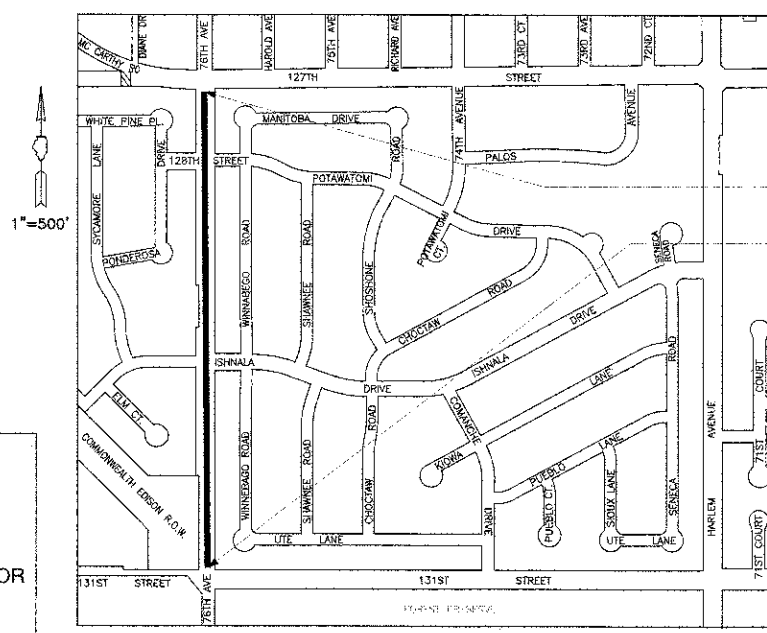 MC CARTHY RD
DIANE DR
76TH AVE
HAROLD AVE
75TH AVE
RICHARD AVE
73RD CT
73RD AVE
72ND CT
127TH STREET
WHITE PINE PL
MANITOBA DRIVE
74TH AVENUE
AVENUE
SYCAMORE LANE
DRIVE
128TH STREET
ROAD
PALOS
1"=500'
POTAWATOMI
DRIVE
POTAWATOMI CT
SENECA ROAD
PONDEROSA
WINNABEGO ROAD
SHAWNEE ROAD
SHOSHONE
CHOCTAW ROAD
ISHNALA DRIVE
ISHNALA
DRIVE
ELM CT.
COMANCHE
DRIVE
KIOWA LANE
ROAD
SENECA
HARLEM AVENUE
71ST COURT
COMMONWEALTH EDISON R.O.W.
WINNEBAGO ROAD
SHAWNEE ROAD
CHOCTAW ROAD
PUEBLO LANE
PUEBLO CT
SIOUX LANE
UTE LANE
UTE LANE
71ST COURT
OR
131ST STREET
76TH AVE
131ST STREET